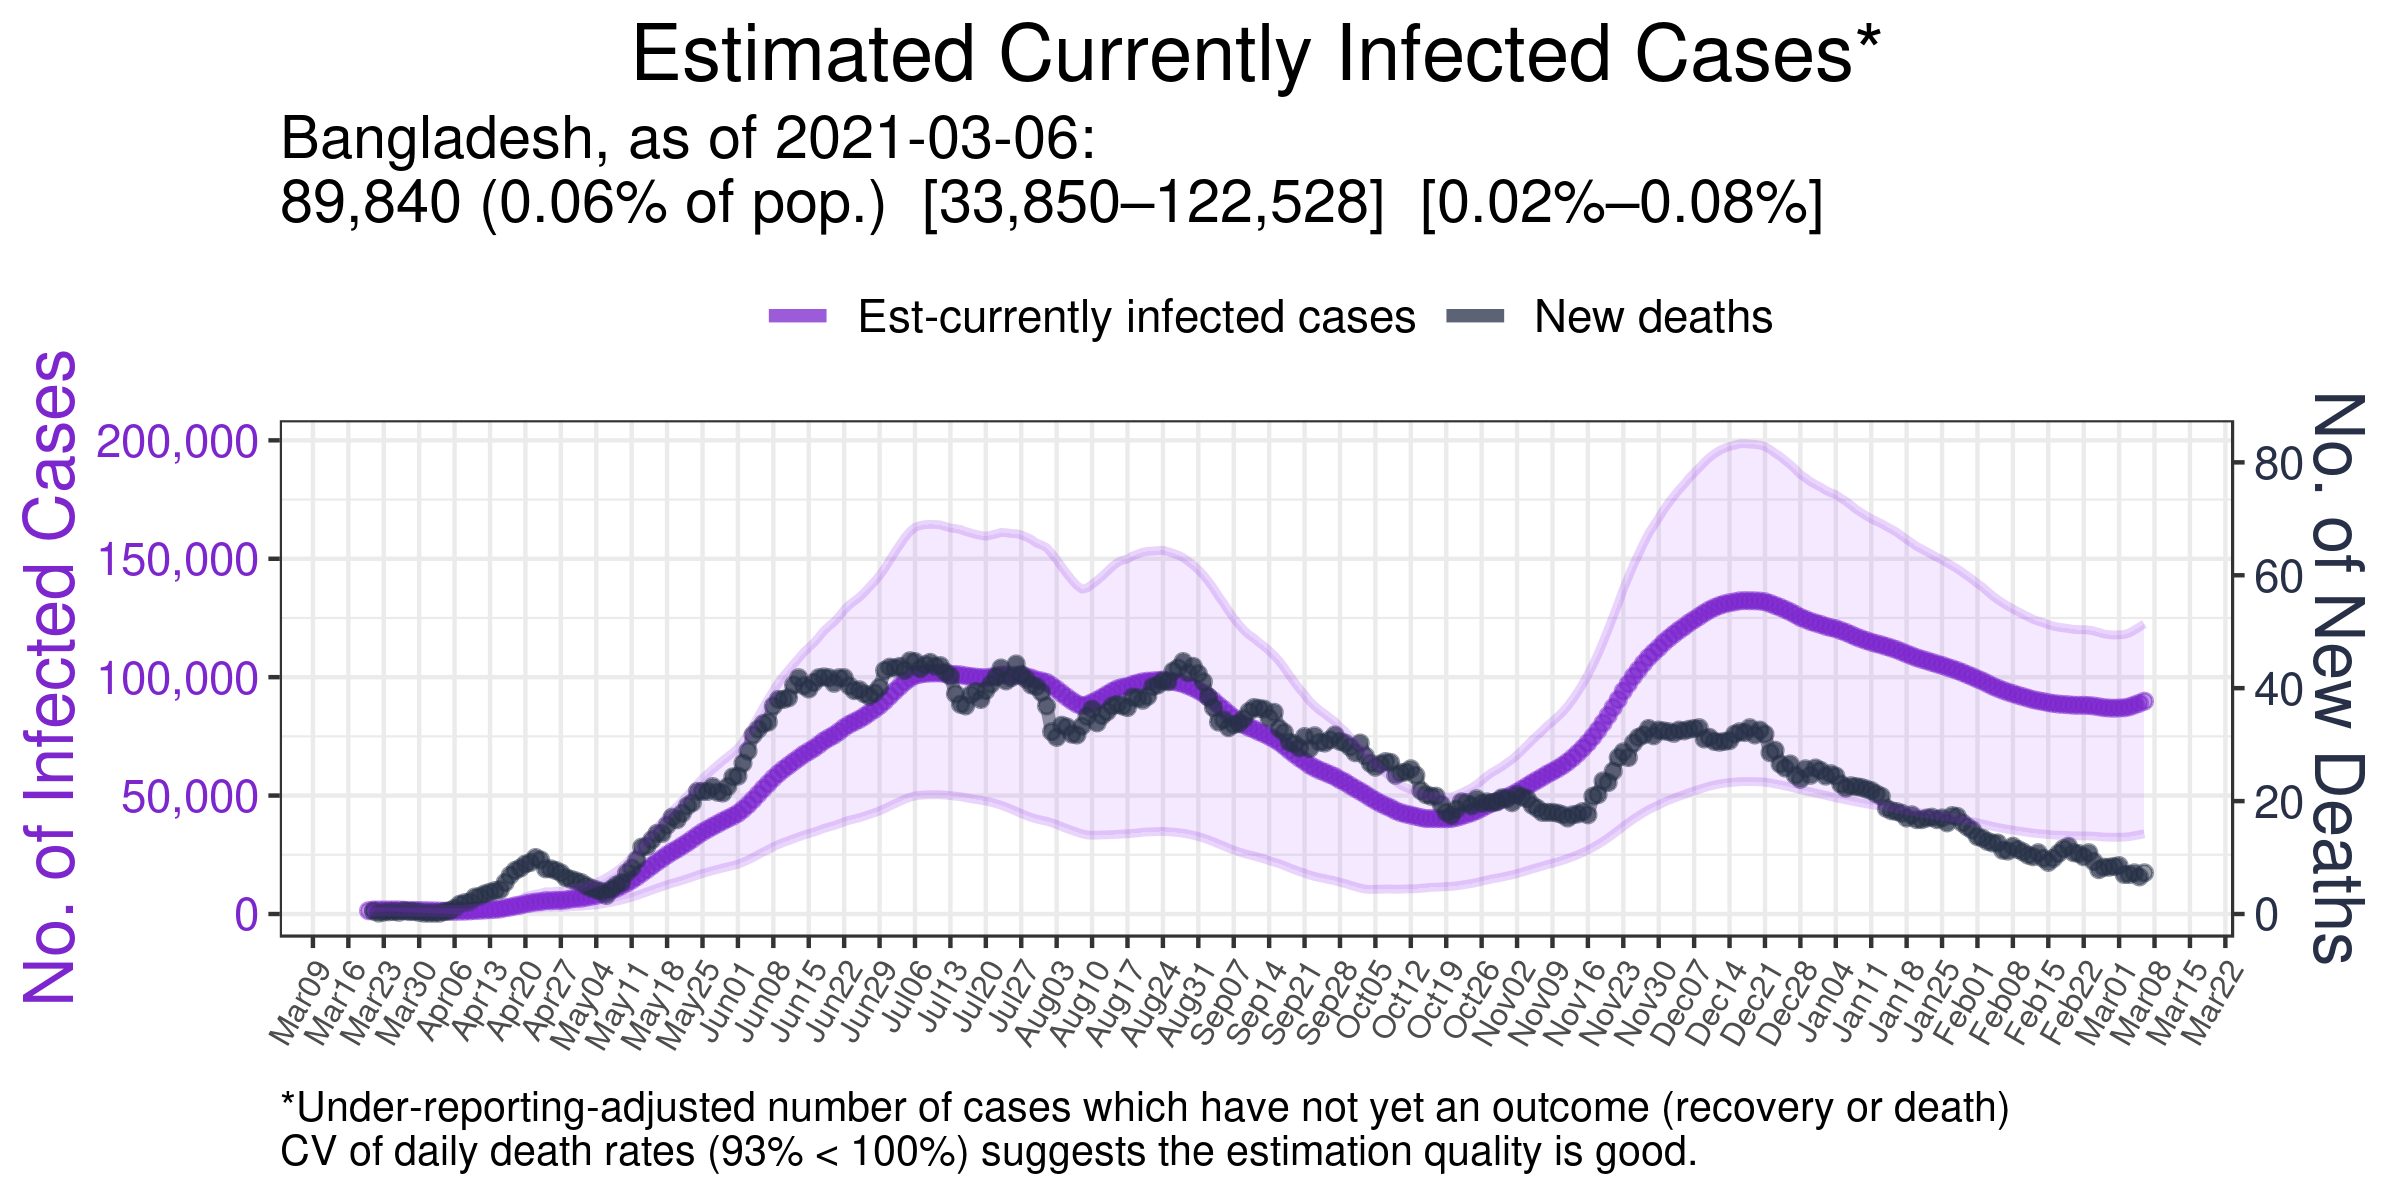 Estimated Currently Infected Cases*
Bangladesh, as of 2021-03-06:
89,840 (0.06% of pop.) [33,850–122,528] [0.02%–0.08%]
Est-currently infected cases New deaths
No. of Infected Cases
200,000
150,000
100,000
50,000
0
80
60
40
20
0
No. of New Deaths
Mar09 Mar16 Mar23 Mar30 Apr06 Apr13 Apr20 Apr27 May04 May11 May18 May25 Jun01 Jun08 Jun15 Jun22 Jun29 Jul06 Jul13 Jul20 Jul27 Aug03 Aug10 Aug17 Aug24 Aug31 Sep07 Sep14 Sep21 Sep28 Oct05 Oct12 Oct19 Oct26 Nov02 Nov09 Nov16 Nov23 Nov30 Dec07 Dec14 Dec21 Dec28 Jan04 Jan11 Jan18 Jan25 Feb01 Feb08 Feb15 Feb22 Mar01 Mar08 Mar15 Mar22
*Under-reporting-adjusted number of cases which have not yet an outcome (recovery or death)
CV of daily death rates (93% < 100%) suggests the estimation quality is good.